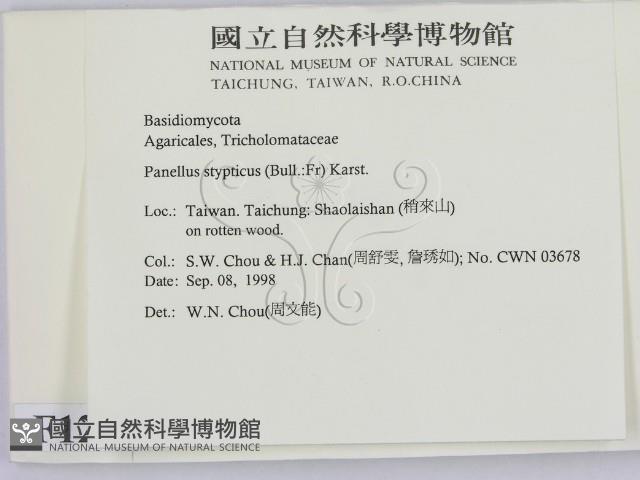 國立自然科學博物館
NATIONAL MUSEUM OF NATURAL SCIENCE
TAICHUNG, TAIWAN, R.O.CHINA
Basidiomycota
Agaricales, Tricholomataceae
Panellus stypticus (Bull.:Fr) Karst.
Loc.: Taiwan. Taichung: Shaolaishan (稍來山)
on rotten wood.
Col.: S.W. Chou & H.J. Chan(周舒雯, 詹琇如); No. CWN 03678
Date: Sep. 08, 1998
Det.: W.N. Chou(周文能)
國立自然科學博物館
NATIONAL MUSEUM OF NATURAL SCIENCE